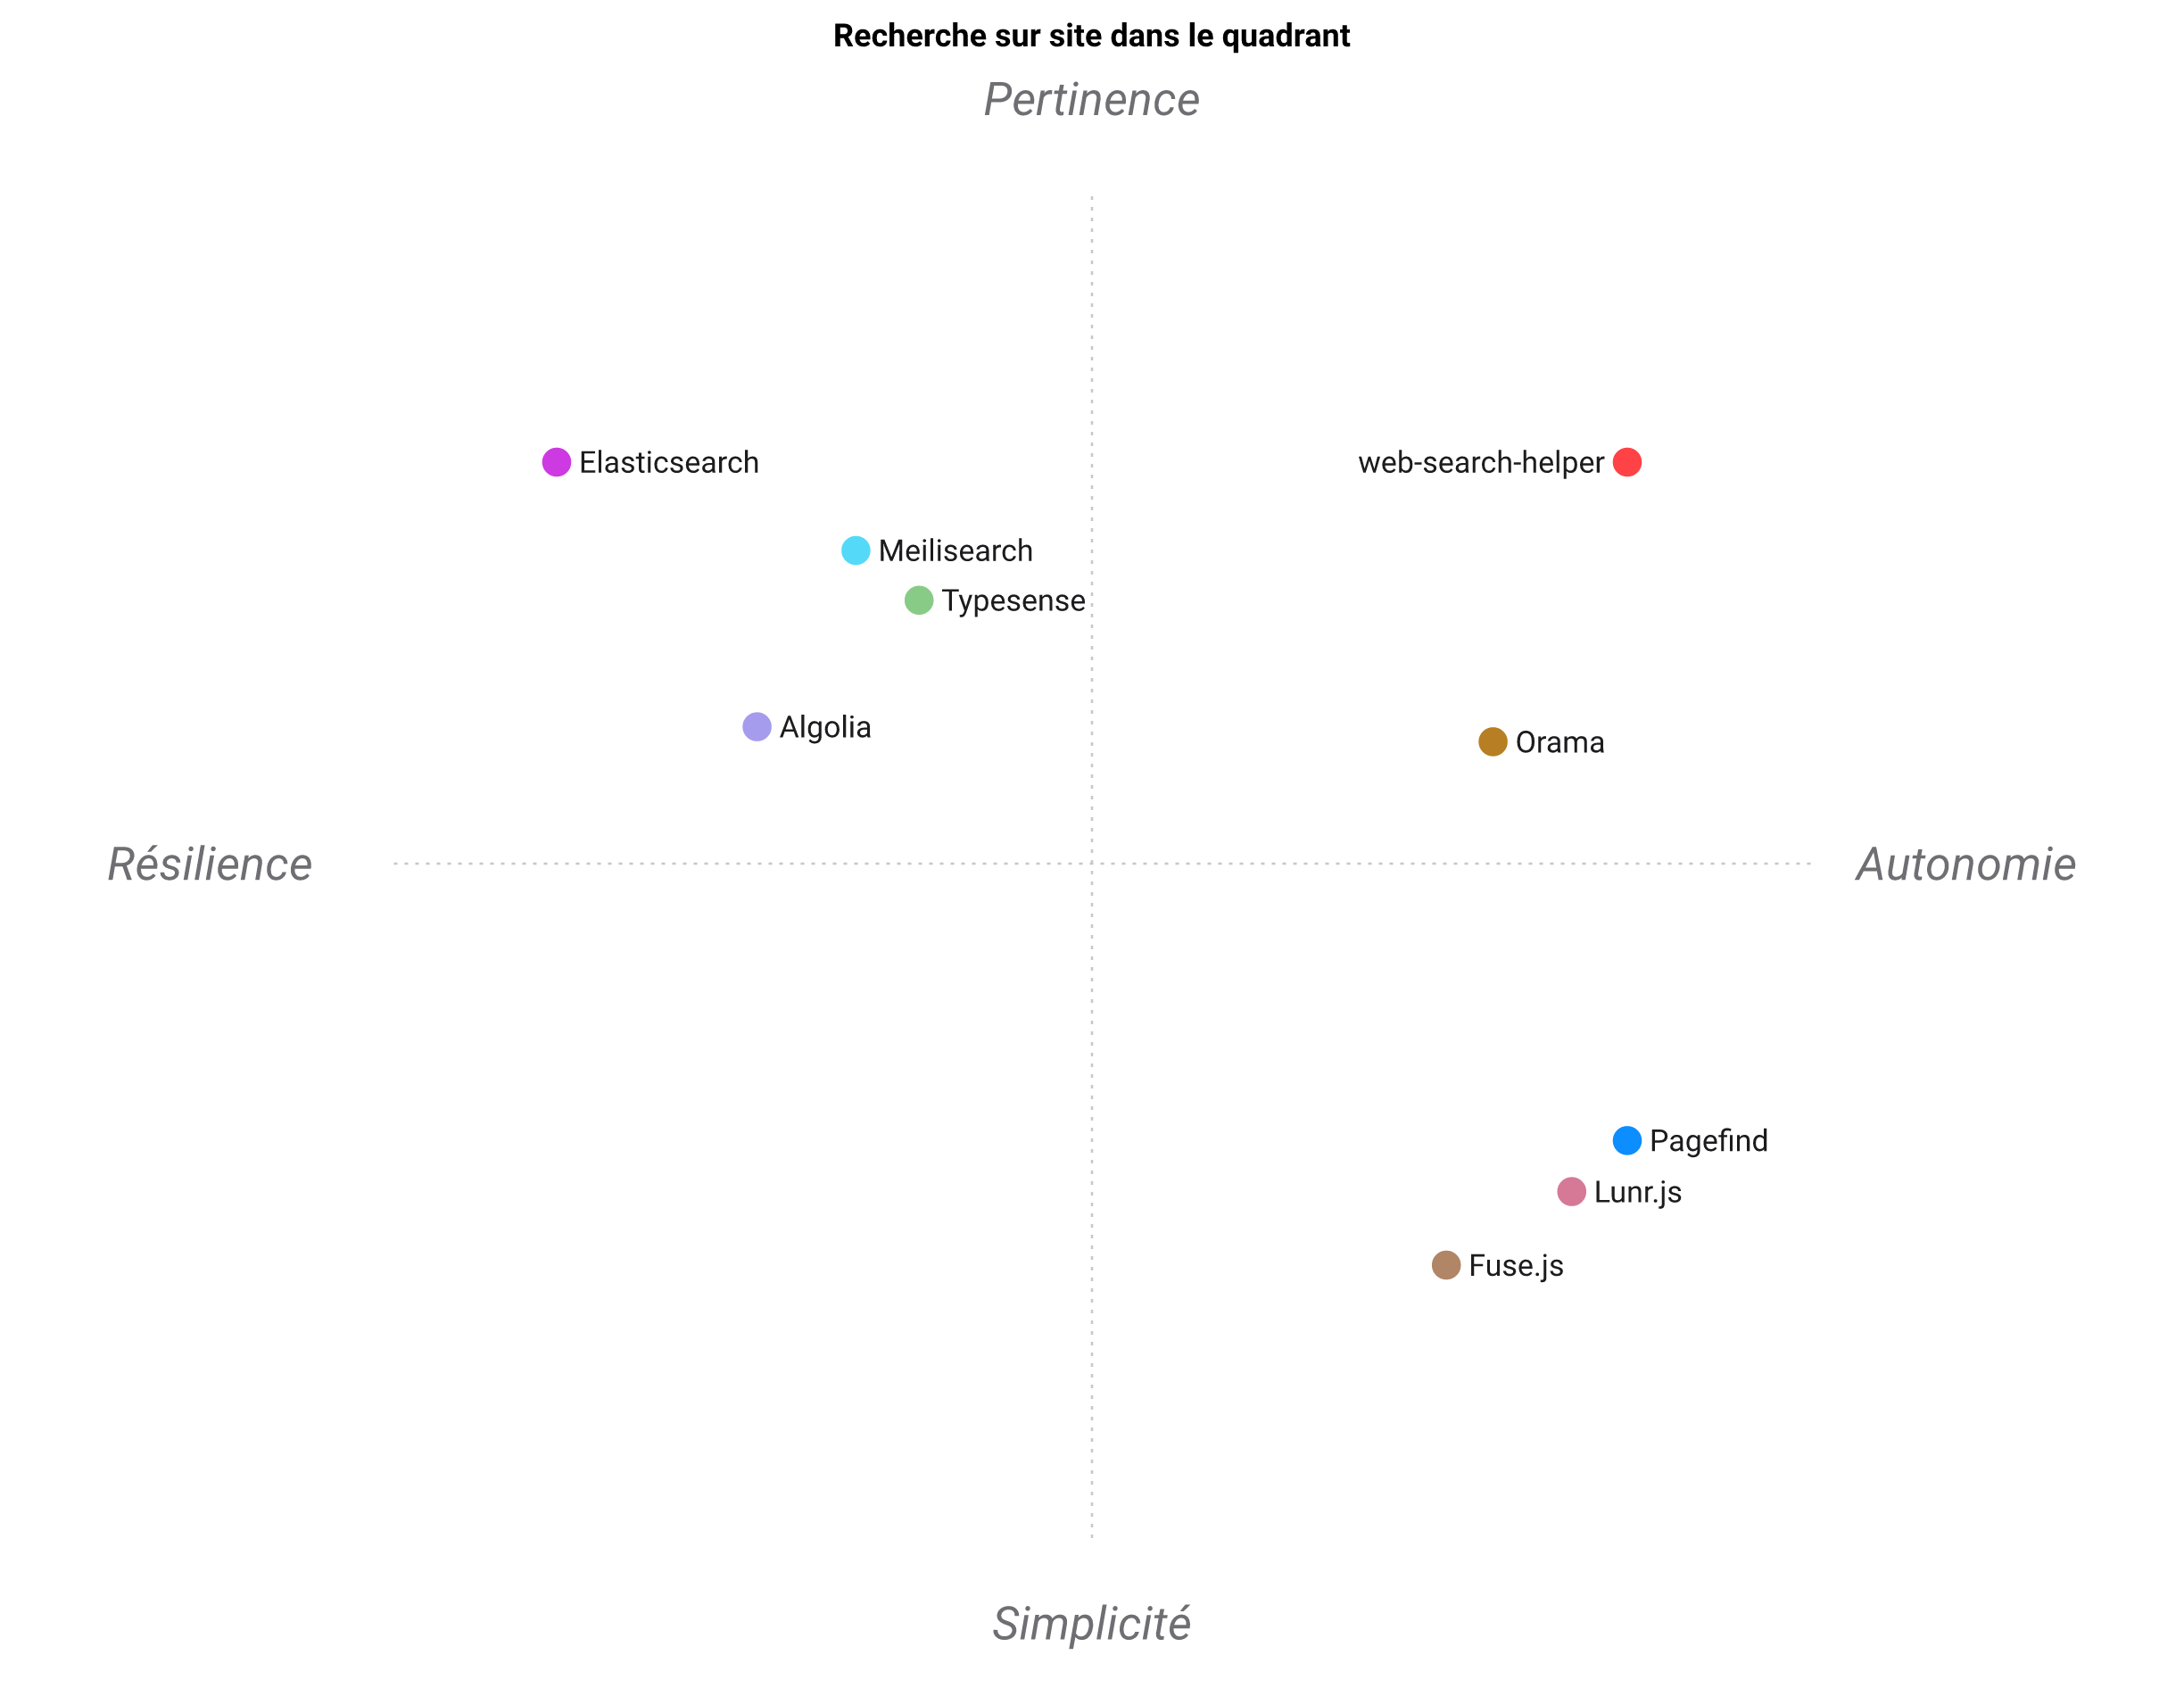 Recherche sur site dans le quadrant
Pertinence
Elasticsearch
web-search-helper
Meilisearch
Typesense
Algolia
Orama
Résilience
Autonomie
Pagefind
Lunr.js
Fuse.js
Simplicité